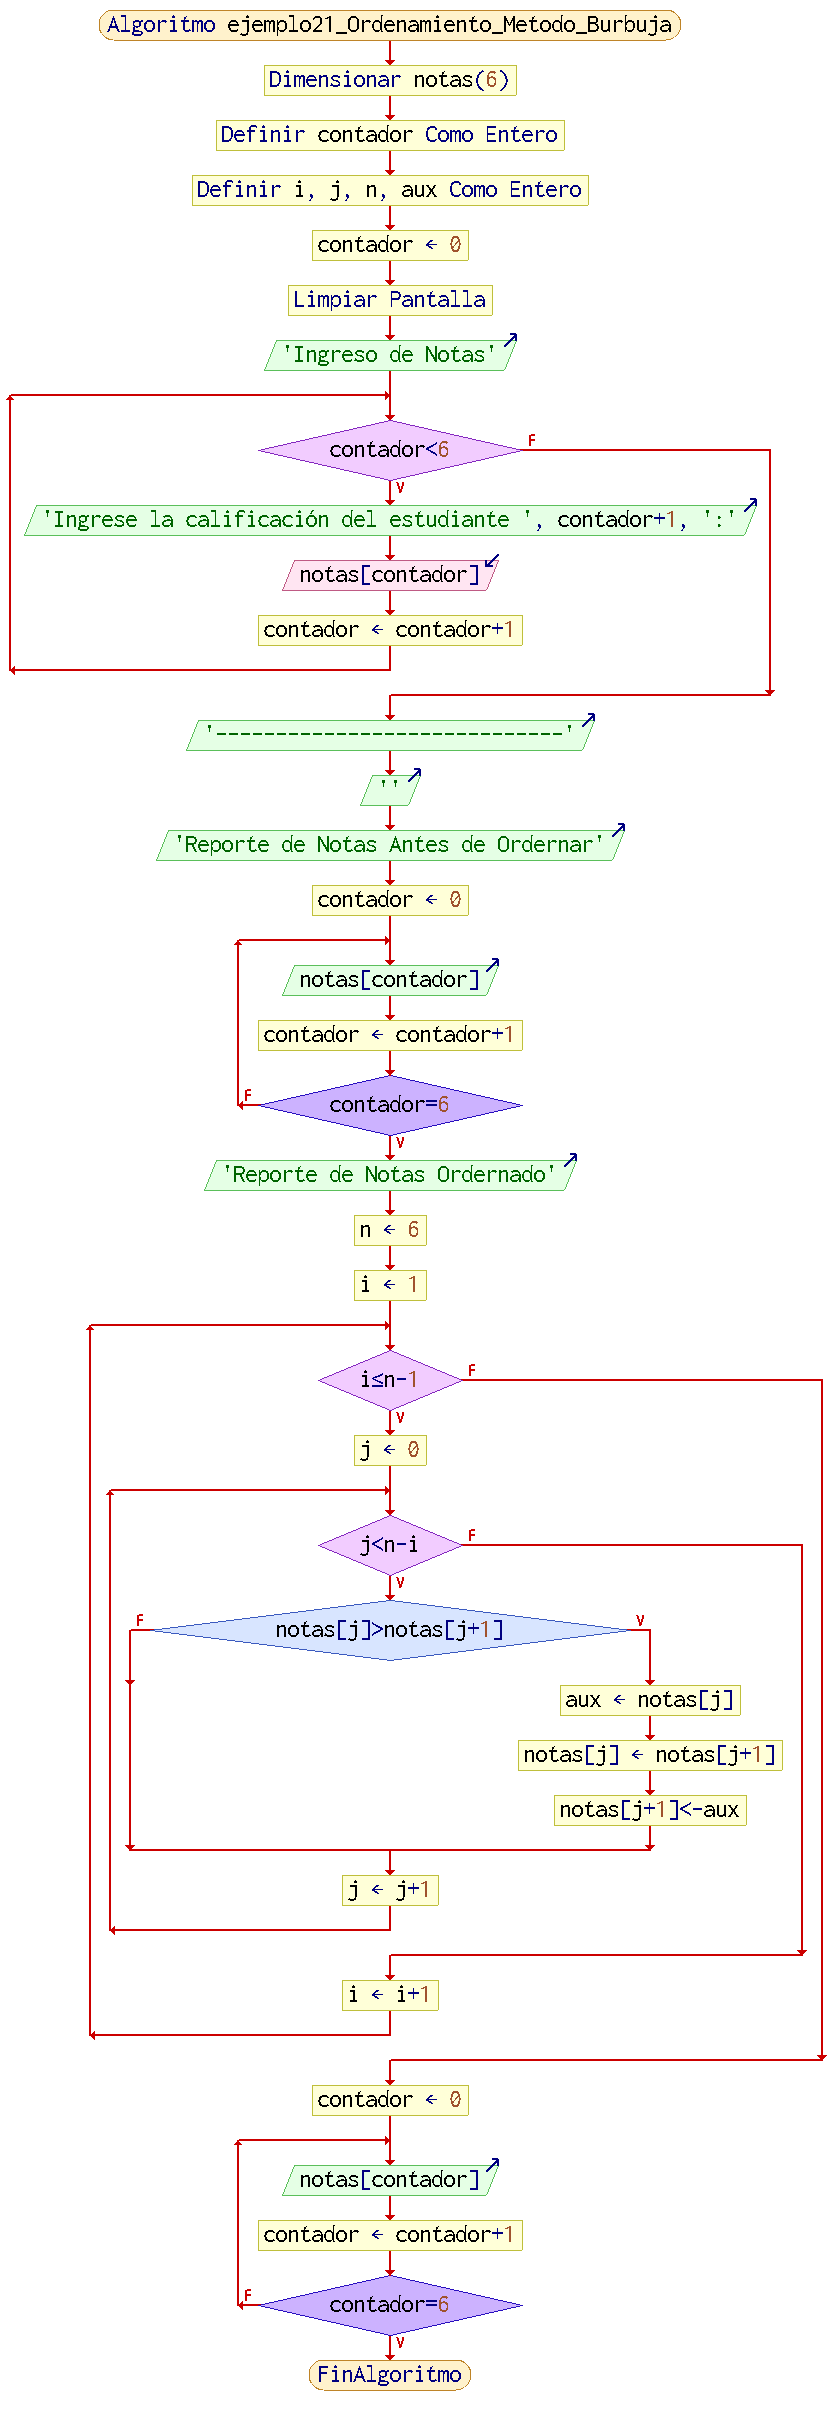 Algoritmo ejemplo21_Ordenamiento_Metodo_Burbuja
Dimensionar notas(6)
Definir contador Como Entero
Definir i, j, n, aux Como Entero
contador ← 0
Limpiar Pantalla
'Ingreso de Notas'
contador<6
F
V
'Ingrese la calificación del estudiante ', contador+1, ':'
notas[contador]
contador ← contador+1
'-----------------------------'
''
'Reporte de Notas Antes de Ordernar'
contador ← 0
notas[contador]
contador ← contador+1
contador=6
F
V
'Reporte de Notas Ordernado'
n ← 6
i ← 1
i≤n-1
F
V
j ← 0
j<n-i
F
V
notas[j]>notas[j+1]
F
V
aux ← notas[j]
notas[j] ← notas[j+1]
notas[j+1]<-aux
j ← j+1
i ← i+1
contador ← 0
notas[contador]
contador ← contador+1
contador=6
F
V
FinAlgoritmo